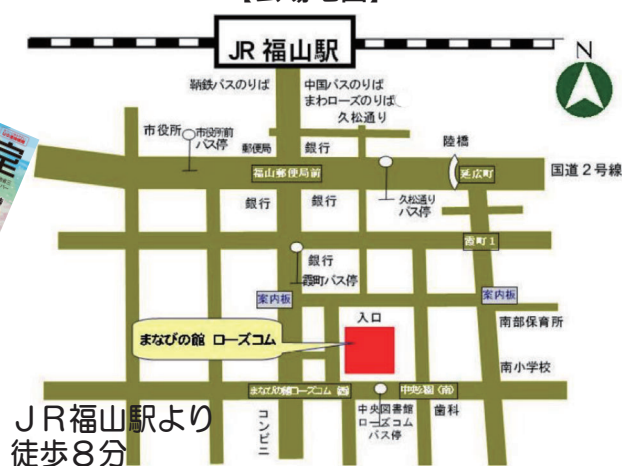 JR 福山駅
N
鞆鉄バスのりば
中国バスのりば
まわローズのりば
久松通り
市役所
市役所前
バス停
郵便局
銀行
陸橋
福山郵便局前
延広町
国道2号線
銀行
銀行
久松通り
バス停
霞町1
銀行
霞町バス停
案内板
案内板
入口
南部保育所
まなびの館 ローズコム
南小学校
まなびの館ローズコム
コンビニ
中央図書館
ローズコム
バス停
歯科
JR福山駅より
徒歩8分